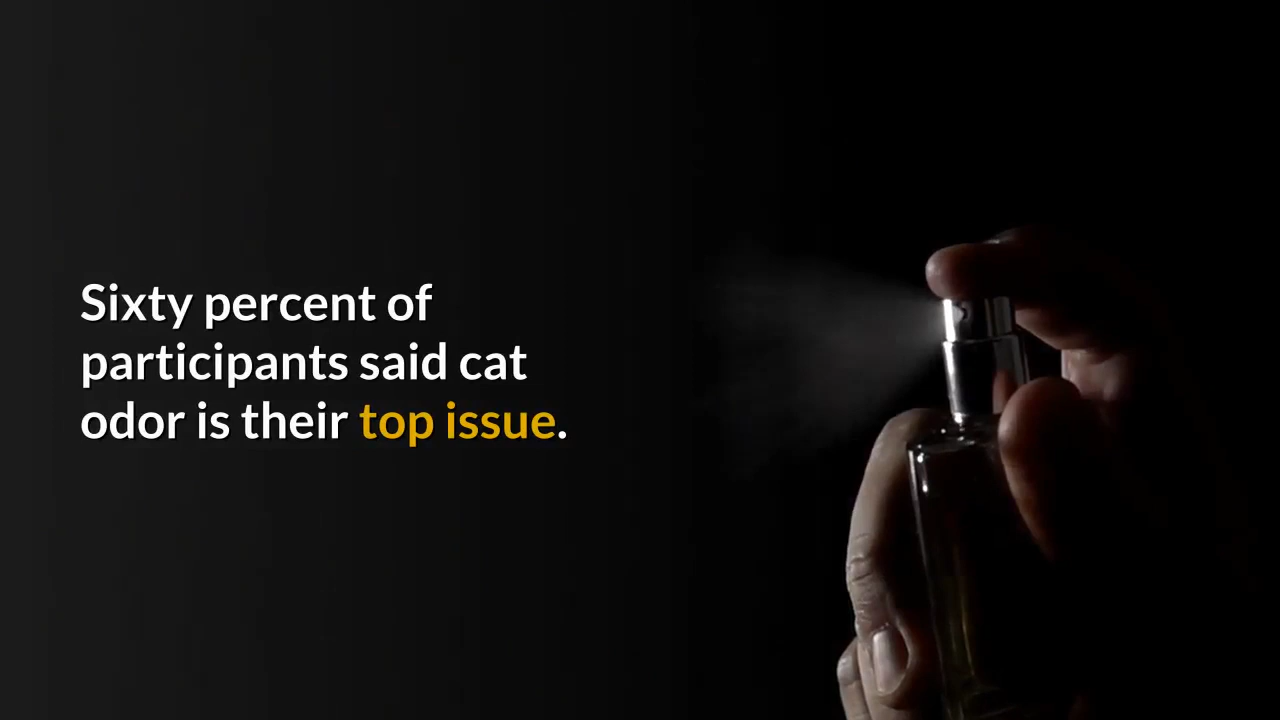 Sixty percent of
participants said cat
odor is their top issue.